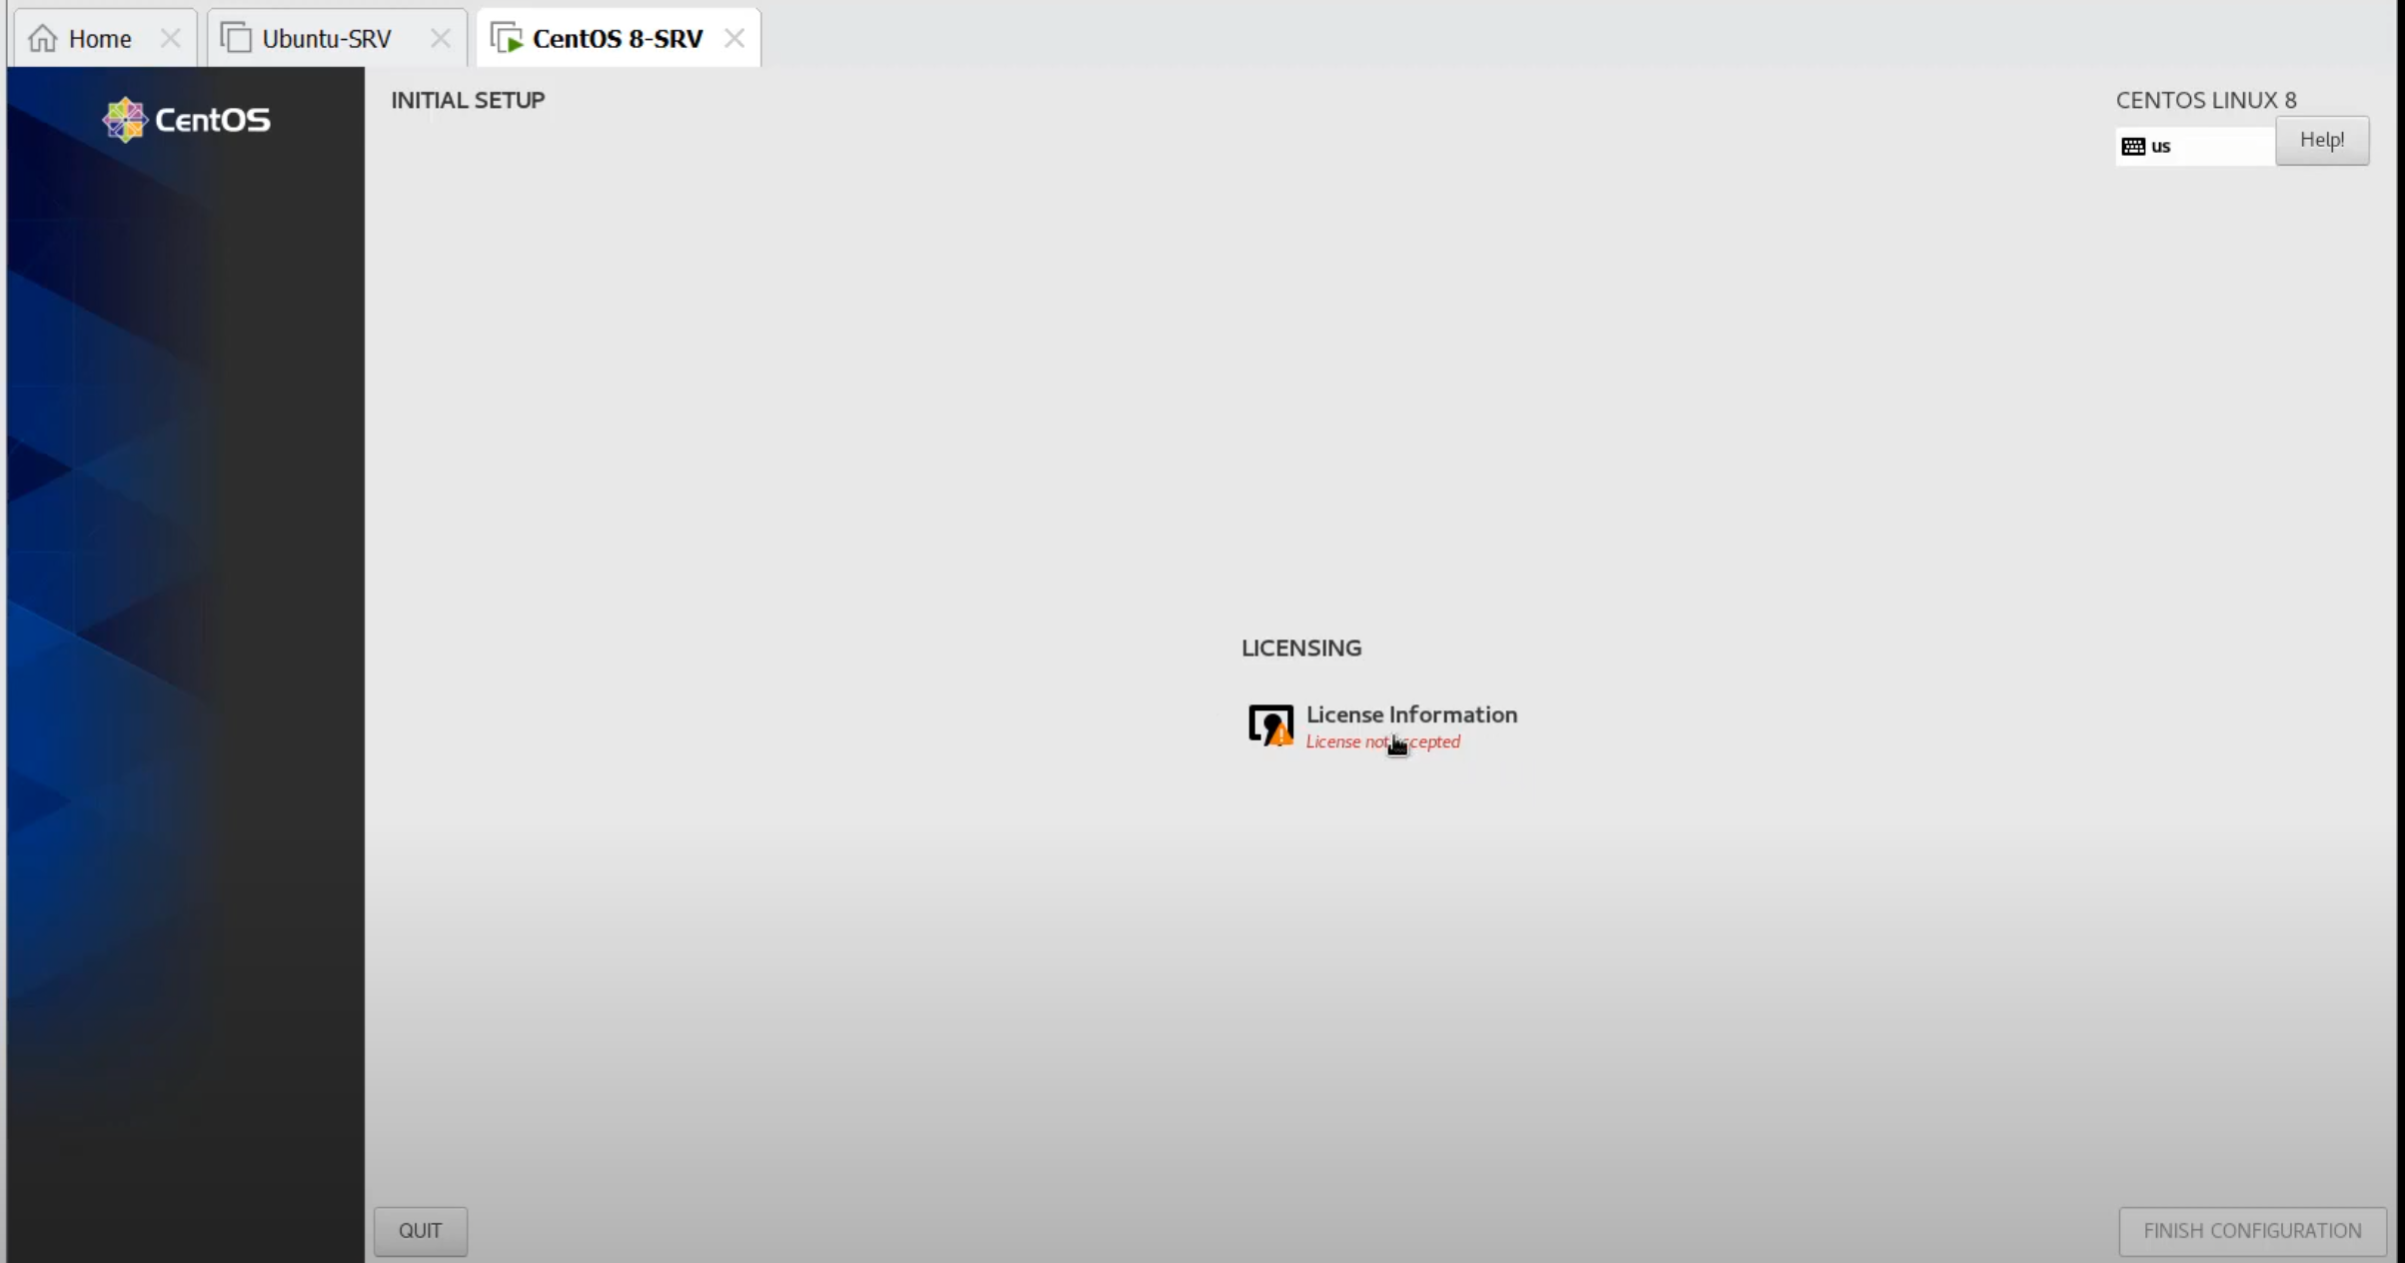 Home
Ubuntu-SRV
CentOS 8-SRV
CentOS
INITIAL SETUP
CENTOS LINUX 8
us
Help!
LICENSING
License Information
License not ccepted
QUIT
FINISH CONFIGURATION